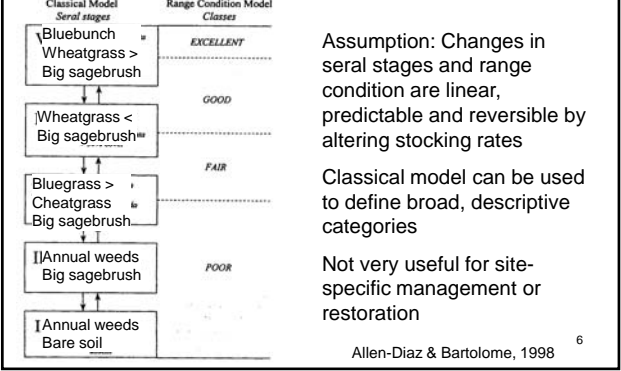 Classical Model
Seral stages
Range Condition Model
Classes
Bluebunch
Wheatgrass >
Big sagebrush
EXCELLENT
GOOD
Wheatgrass <
Big sagebrush
FAIR
Bluegrass >
Cheatgrass
Big sagebrush
II Annual weeds
Big sagebrush
POOR
I Annual weeds
Bare soil
Assumption: Changes in
seral stages and range
condition are linear,
predictable and reversible by
altering stocking rates
Classical model can be used
to define broad, descriptive
categories
Not very useful for site-
specific management or
restoration
Allen-Diaz & Bartolome, 1998
6